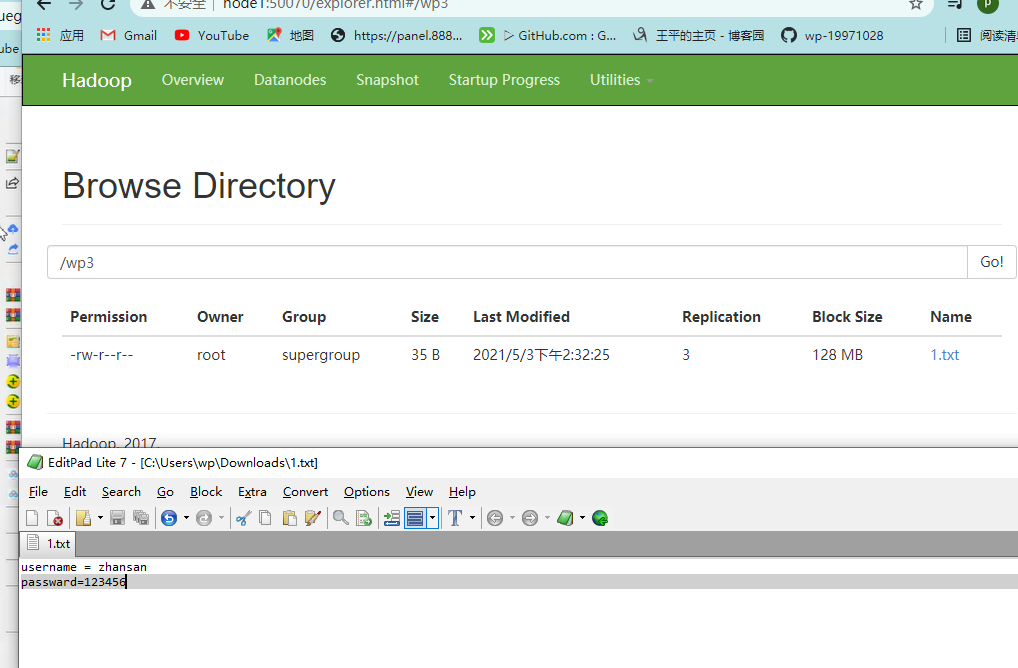 不安全 | node1:50070/explorer.html#/wp3
应用 Gmail YouTube 地图 https://panel.888... ▷ GitHub.com : G... 王平的主页 - 博客园 wp-19971028 阅读清
Hadoop Overview Datanodes Snapshot Startup Progress Utilities
Browse Directory
/wp3 Go!
Permission Owner Group Size Last Modified Replication Block Size Name
-rw-r--r-- root supergroup 35 B 2021/5/3下午2:32:25 3 128 MB 1.txt
Hadoop, 2017.
EditPad Lite 7 - [C:\Users\wp\Downloads\1.txt]
File Edit Search Go Block Extra Convert Options View Help
1.txt
username = zhansan
passward=123456